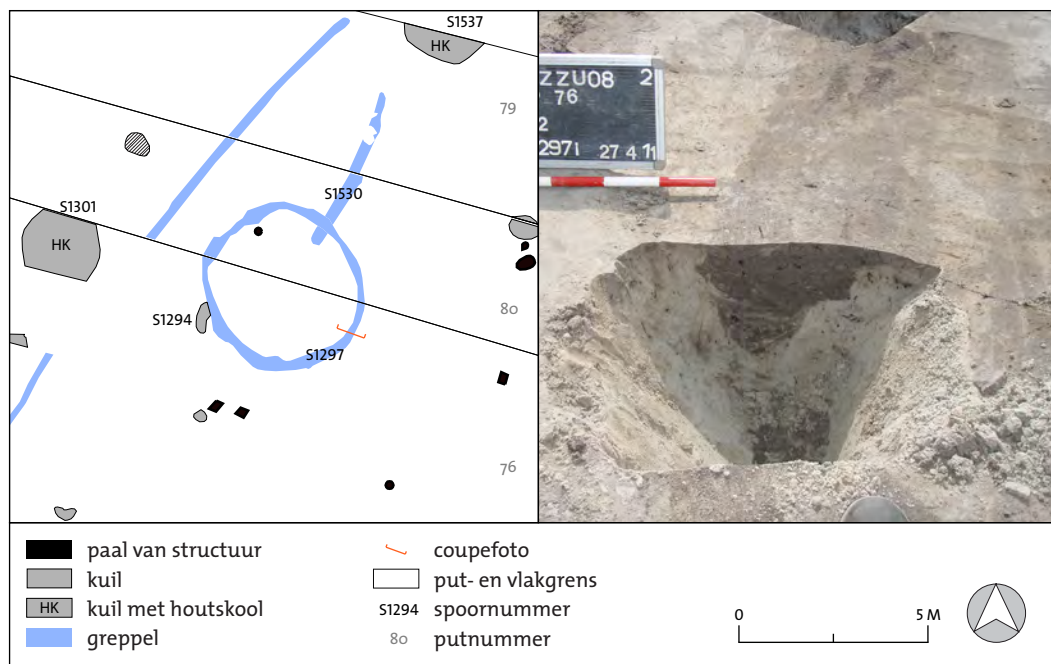 S1537
HK
79
S1530
S1301
HK
80
S1294
S1297
76
ZZU08 2
76
2
2971 27 4 11
paal van structuur
kuil
HK kuil met houtskool
greppel
coupefoto
put- en vlakgrens
S1294 spoornummer
80 putnummer
0 5 M